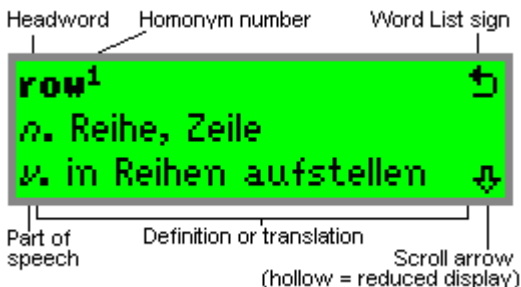 Headword Homonym number Word List sign
row¹
n. Reihe, Zeile
v. in Reihen aufstellen
Part of speech
Definition or translation
Scroll arrow
(hollow = reduced display)